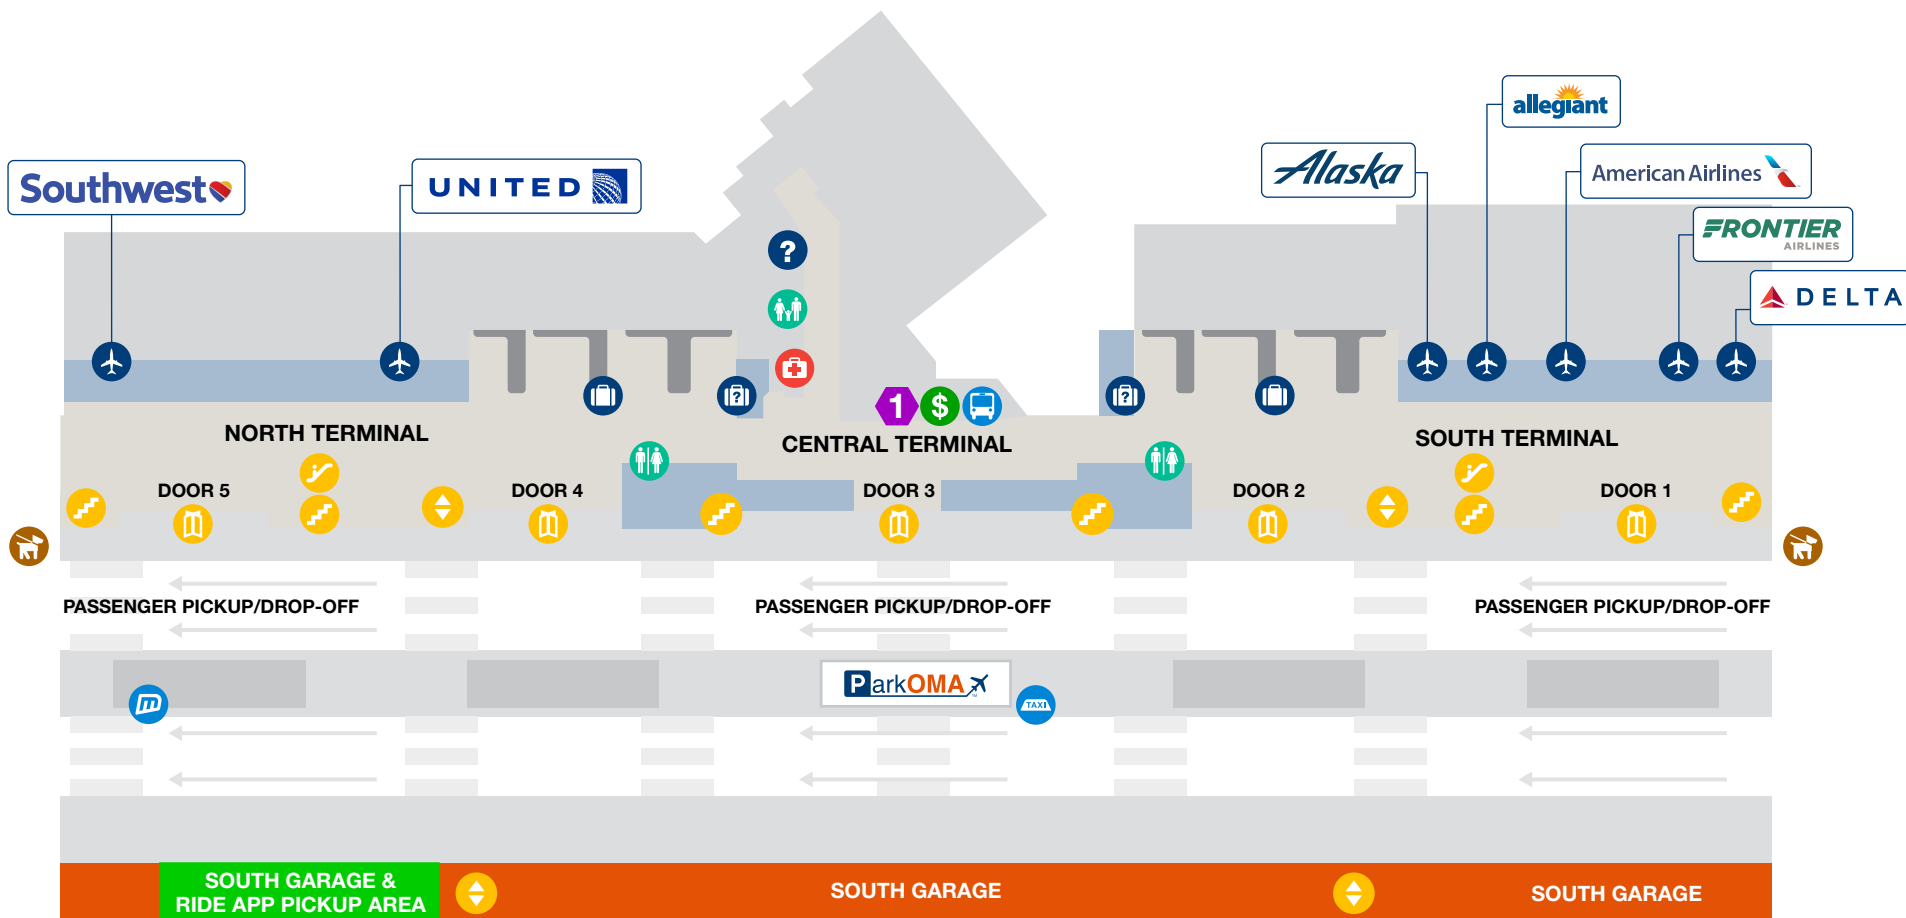 allegiant
Alaska
American Airlines
Southwest
UNITED
FRONTIER
AIRLINES
DELTA
?
?
?
1
$
NORTH TERMINAL
CENTRAL TERMINAL
SOUTH TERMINAL
DOOR 5
DOOR 4
DOOR 3
DOOR 2
DOOR 1
PASSENGER PICKUP/DROP-OFF
PASSENGER PICKUP/DROP-OFF
PASSENGER PICKUP/DROP-OFF
ParkOMA
TAXI
SOUTH GARAGE &
RIDE APP PICKUP AREA
SOUTH GARAGE
SOUTH GARAGE